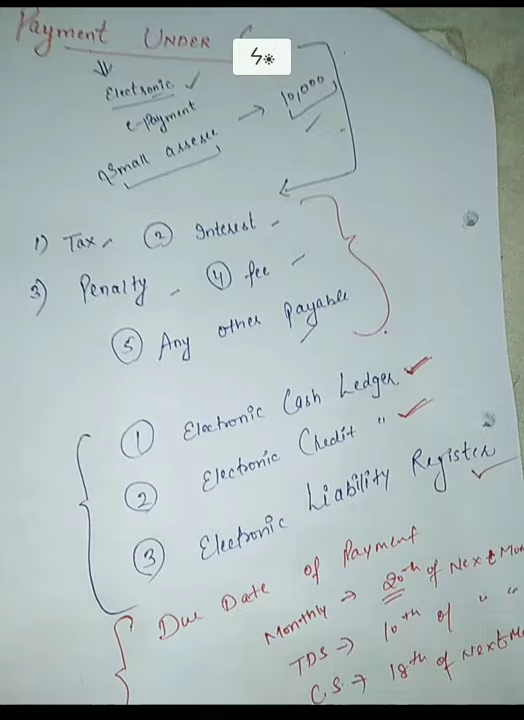 Payment UNDER
Electronic
e-Payment
Small assesse → 10,000
1) Tax ② Interest
3) Penalty ④ fee
⑤ Any other payable
① Electronic Cash Ledger
② Electronic Credit "
③ Electronic Liability Register
Due Date of Payment
Monthly → 20th of Next Mon
TDS → 10th of " "
C.S. → 18th of Next M